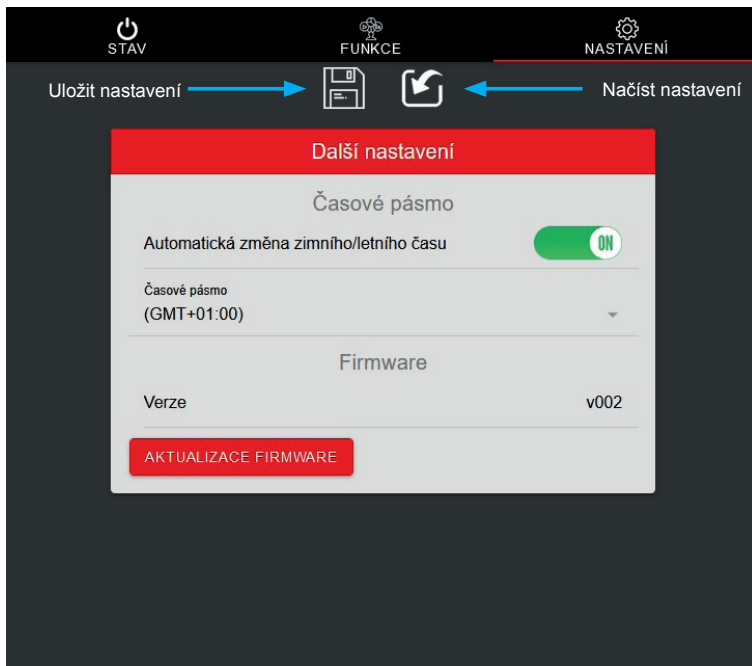 STAV
FUNKCE
NASTAVENÍ
Uložit nastavení
Načíst nastavení
Další nastavení
Časové pásmo
Automatická změna zimního/letního času
ON
Časové pásmo
(GMT+01:00)
Firmware
Verze
v002
AKTUALIZACE FIRMWARE